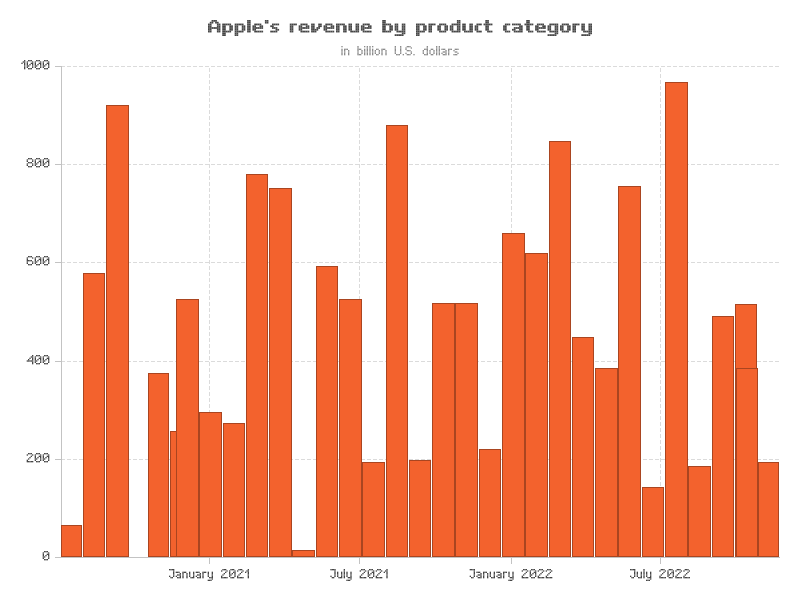 Apple's revenue by product category
in billion U.S. dollars
1000
800
600
400
200
0
January 2021
July 2021
January 2022
July 2022